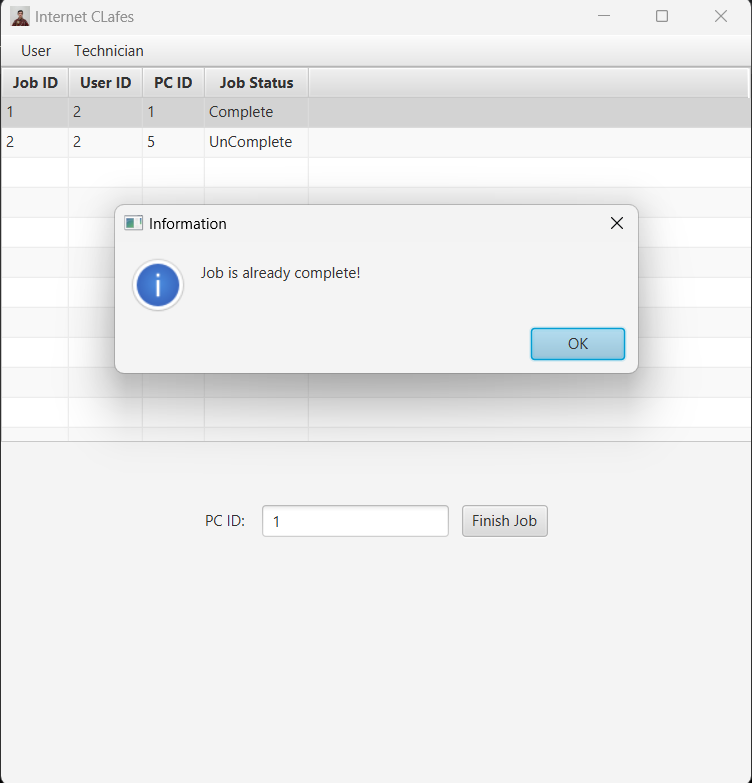 Internet CLafes
User Technician
Job ID User ID PC ID Job Status
1 2 1 Complete
2 2 5 UnComplete
Information
Job is already complete!
OK
PC ID: 1 Finish Job